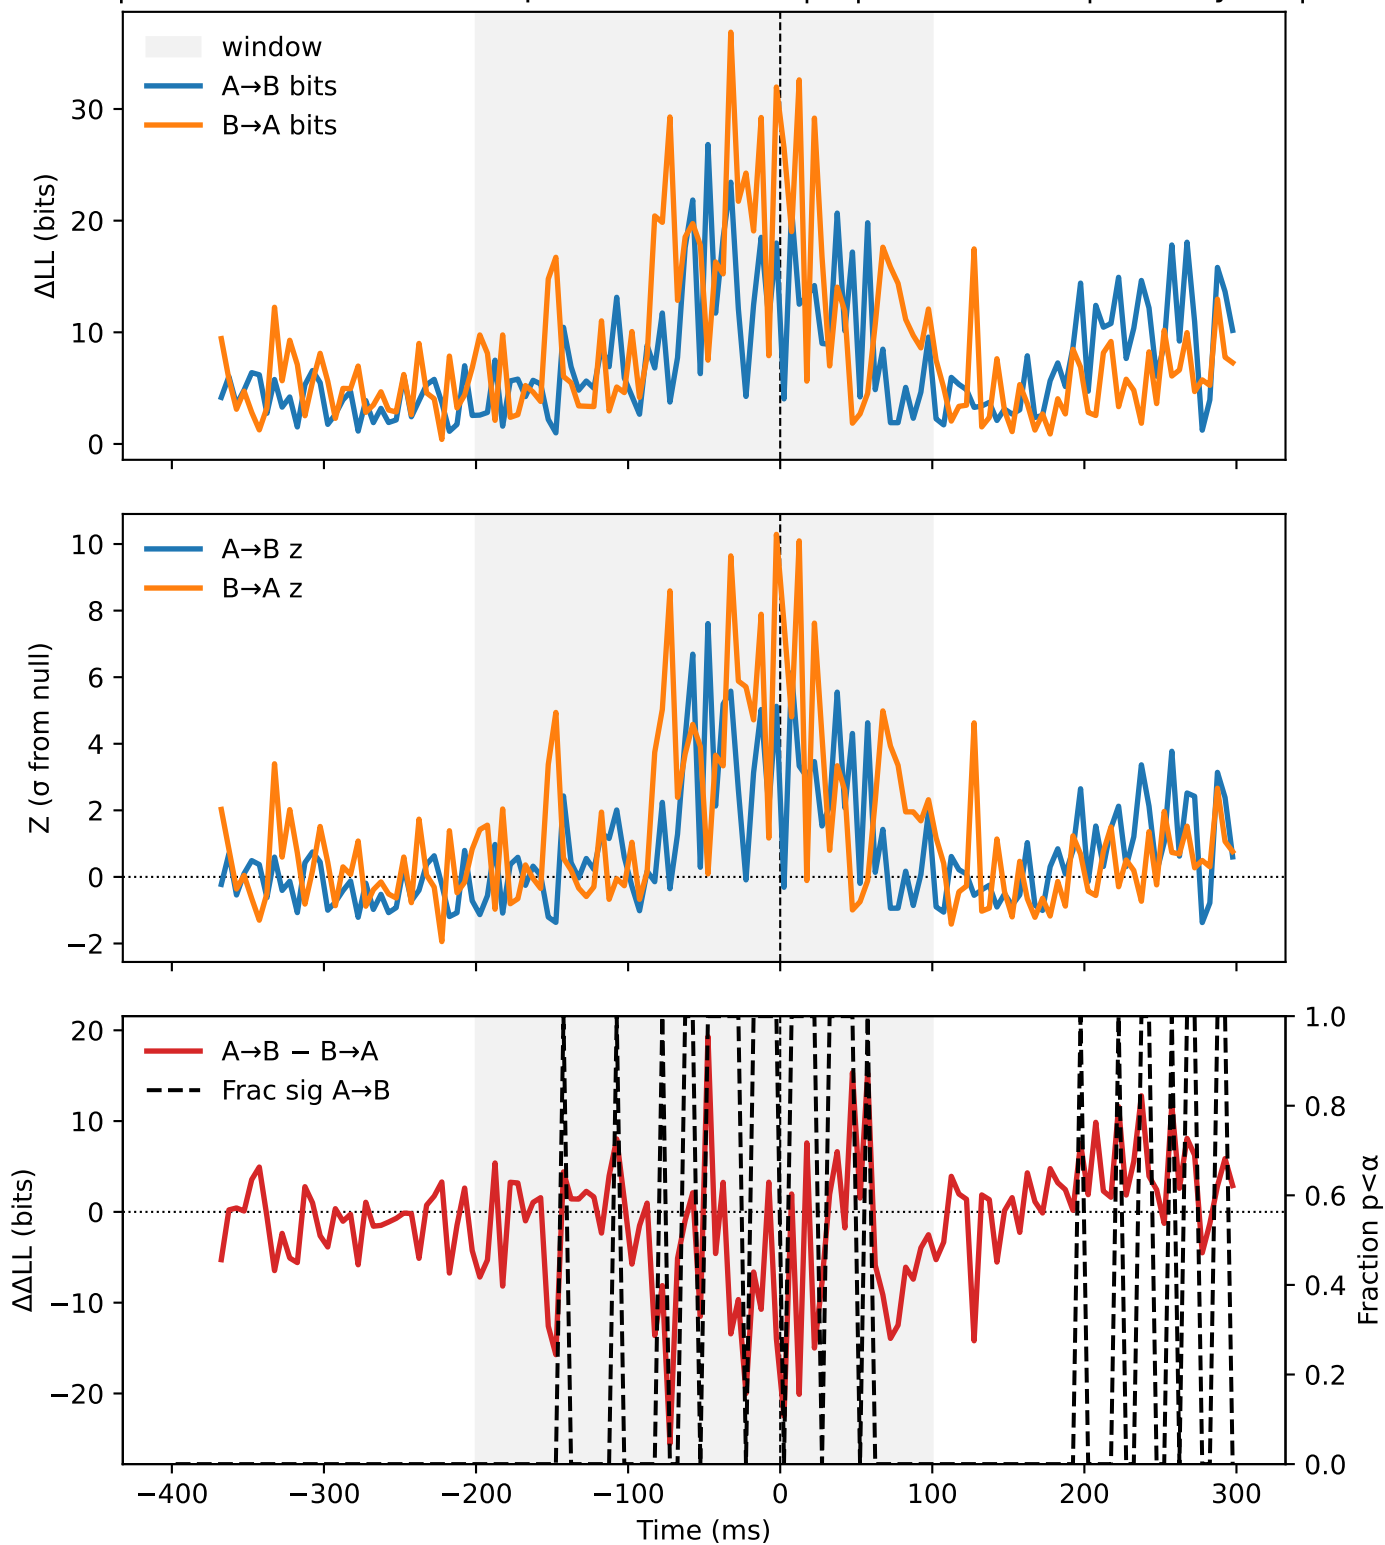 window
A→B bits
B→A bits
ΔLL (bits)
30
20
10
0
A→B z
B→A z
Z (σ from null)
10
8
6
4
2
0
−2
A→B − B→A
Frac sig A→B
ΔΔLL (bits)
20
10
0
−10
−20
1.0
0.8
0.6
0.4
0.2
0.0
Fraction p<α
−400 −300 −200 −100 0 100 200 300
Time (ms)